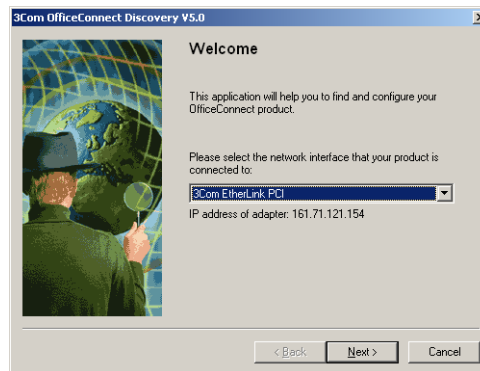 3Com OfficeConnect Discovery V5.0
Welcome
This application will help you to find and configure your
OfficeConnect product.
Please select the network interface that your product is
connected to:
3Com EtherLink PCI
IP address of adapter: 161.71.121.154
< Back
Next >
Cancel